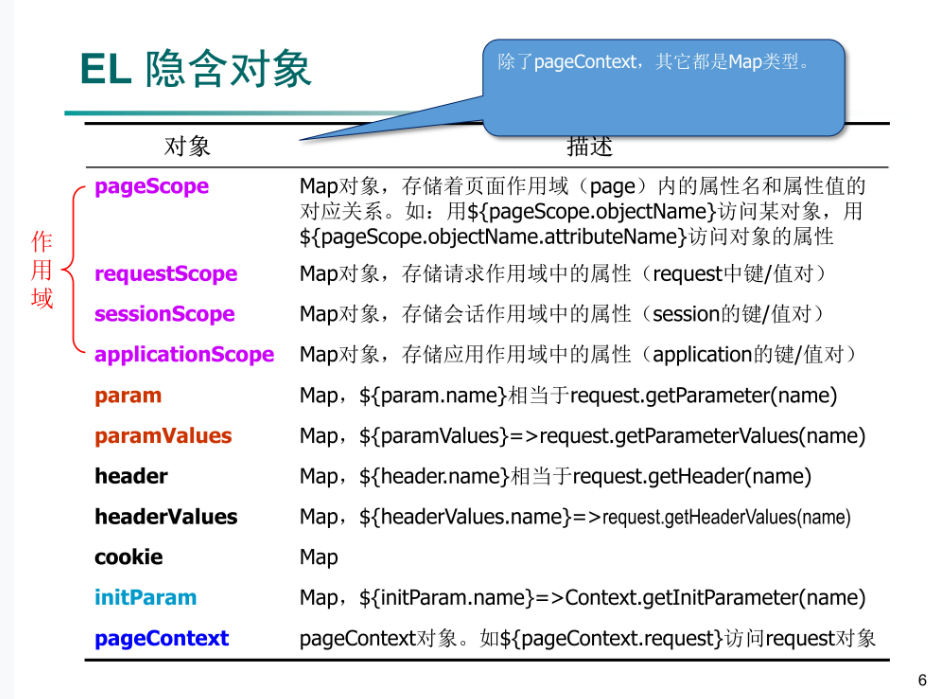 EL 隐含对象
除了pageContext，其它都是Map类型。
对象 描述
作用域
pageScope Map对象，存储着页面作用域（page）内的属性名和属性值的
对应关系。如：用${pageScope.objectName}访问某对象，用
${pageScope.objectName.attributeName}访问对象的属性
requestScope Map对象，存储请求作用域中的属性（request中键/值对）
sessionScope Map对象，存储会话作用域中的属性（session的键/值对）
applicationScope Map对象，存储应用作用域中的属性（application的键/值对）
param Map，${param.name}相当于request.getParameter(name)
paramValues Map，${paramValues}=>request.getParameterValues(name)
header Map，${header.name}相当于request.getHeader(name)
headerValues Map，${headerValues.name}=>request.getHeaderValues(name)
cookie Map
initParam Map，${initParam.name}=>Context.getInitParameter(name)
pageContext pageContext对象。如${pageContext.request}访问request对象
6